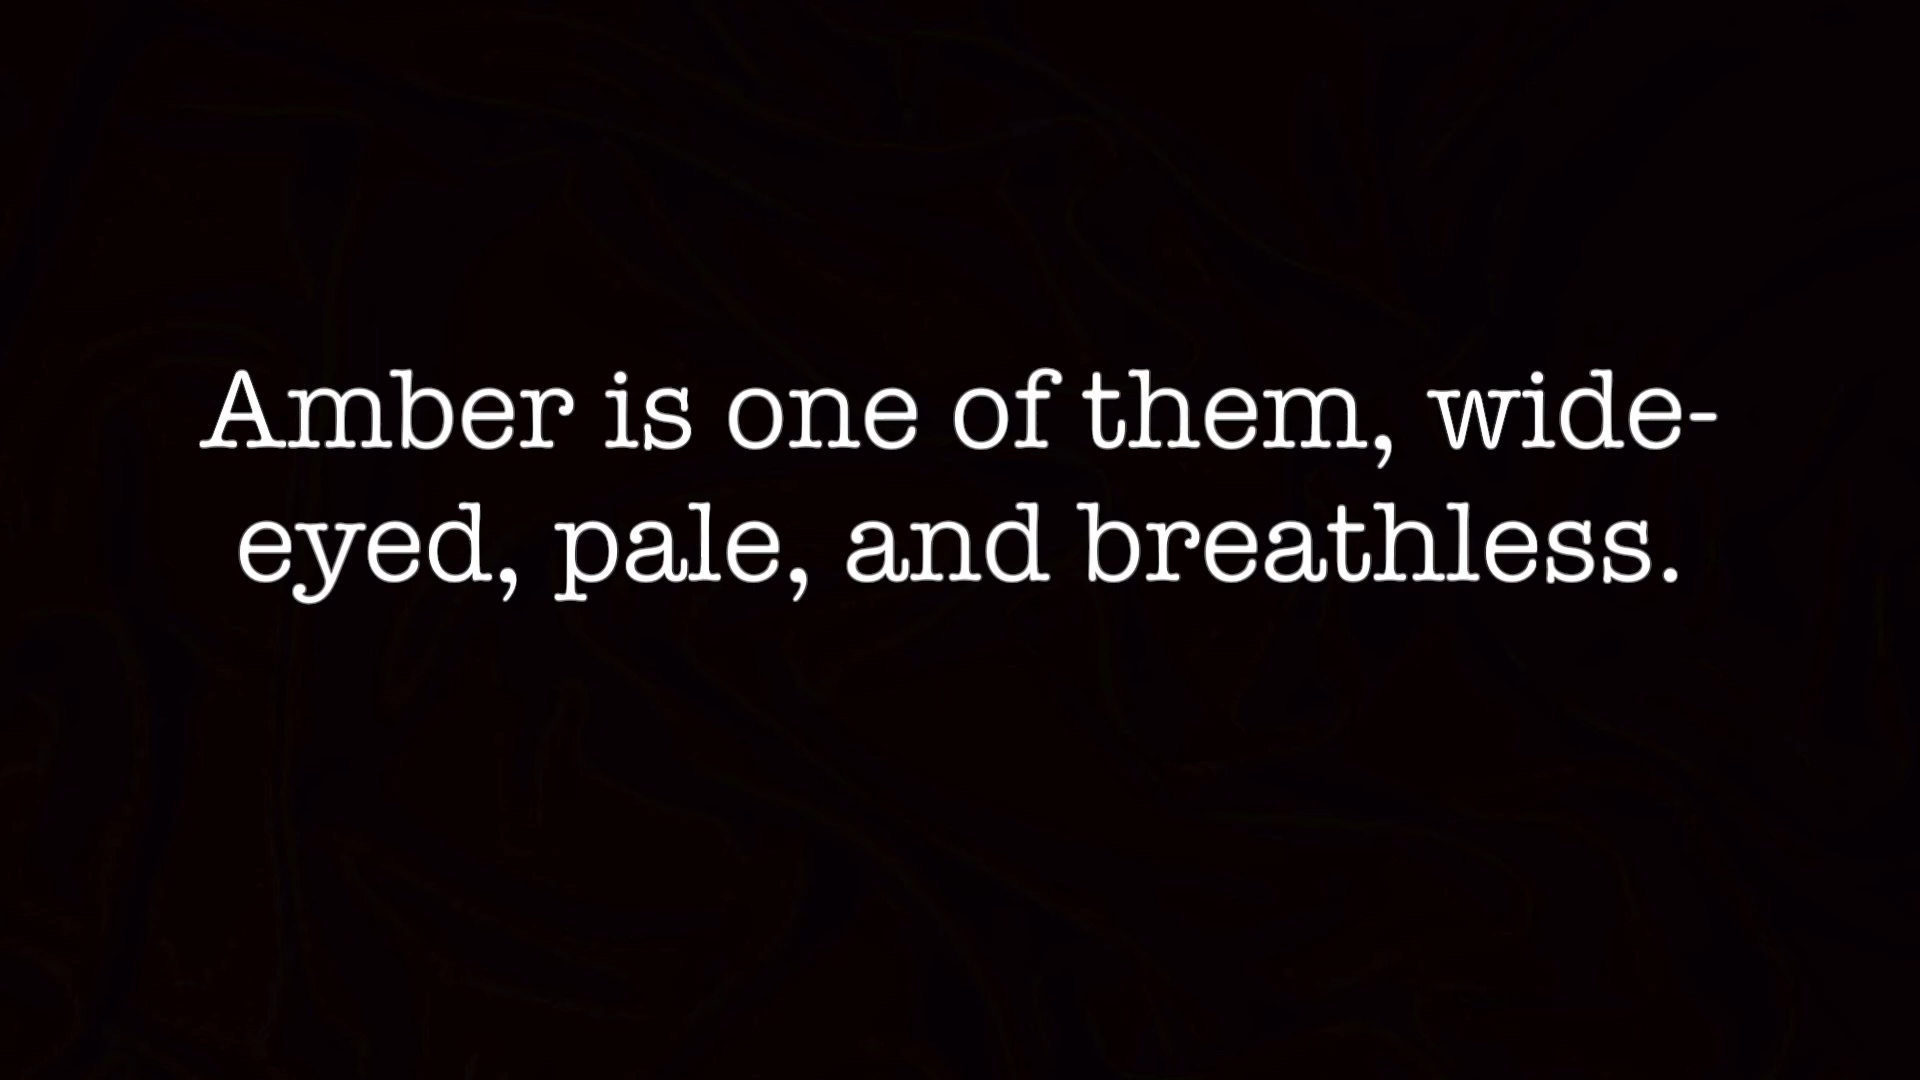 Amber is one of them, wide-
eyed, pale, and breathless.